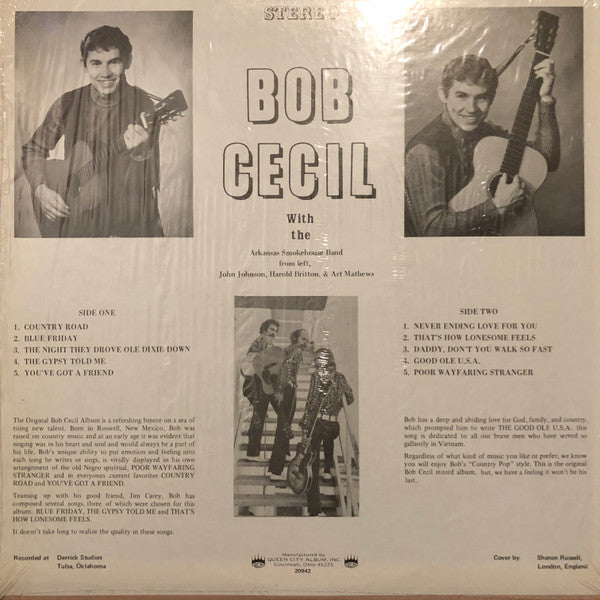 STEREO
BOB
CECIL
With
the
Arkansas Smokehouse Band
from left,
John Johnson, Harold Britton, & Art Mathews
SIDE ONE
1. COUNTRY ROAD
2. BLUE FRIDAY
3. THE NIGHT THEY DROVE OLE DIXIE DOWN
4. THE GYPSY TOLD ME
5. YOU'VE GOT A FRIEND
SIDE TWO
1. NEVER ENDING LOVE FOR YOU
2. THAT'S HOW LONESOME FEELS
3. DADDY, DON'T YOU WALK SO FAST
4. GOOD OLE U.S.A.
5. POOR WAYFARING STRANGER
The Original Bob Cecil Album is a refreshing breeze on a sea of
rising new talent. Born in Roswell, New Mexico, Bob was
raised on country music and at an early age it was evident that
singing was in his heart and soul and would always be a part of
his life. Bob's unique ability to put emotion and feeling into
each song he writes or sings, is vividly displayed in his own
arrangement of the old Negro spiritual, POOR WAYFARING
STRANGER and in everyones current favorites COUNTRY
ROAD and YOU'VE GOT A FRIEND.
Teaming up with his good friend, Jim Carey, Bob has
composed several songs, three of which were chosen for this
album: BLUE FRIDAY, THE GYPSY TOLD ME and THAT'S
HOW LONESOME FEELS.
It doesn't take long to realize the quality in these songs.
Bob has a deep and abiding love for God, family, and country,
which prompted him to write THE GOOD OLE U.S.A. this
song is dedicated to all our brave men who have served so
gallantly in Vietnam.
Regardless of what kind of music you like or prefer, we know
you will enjoy Bob's "Country Pop" style. This is the original
Bob Cecil record album, but, we have a feeling it won't be his
last.
Recorded at Derrick Studios
Tulsa, Oklahoma
Manufactured by
QUEEN CITY ALBUM, INC.
Cincinnati, Ohio 45225
20942
Cover by: Sharon Russell,
London, England